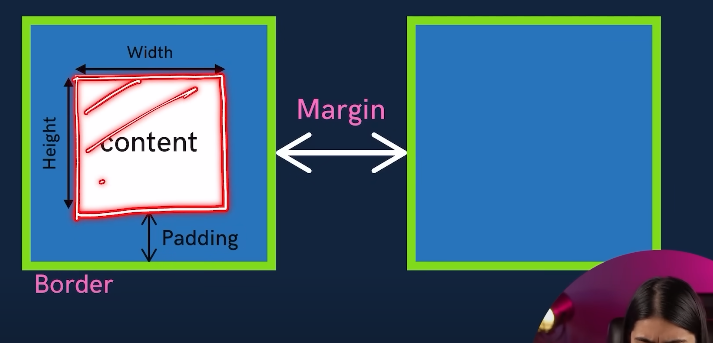 Width
Margin
Height
content
Padding
Border